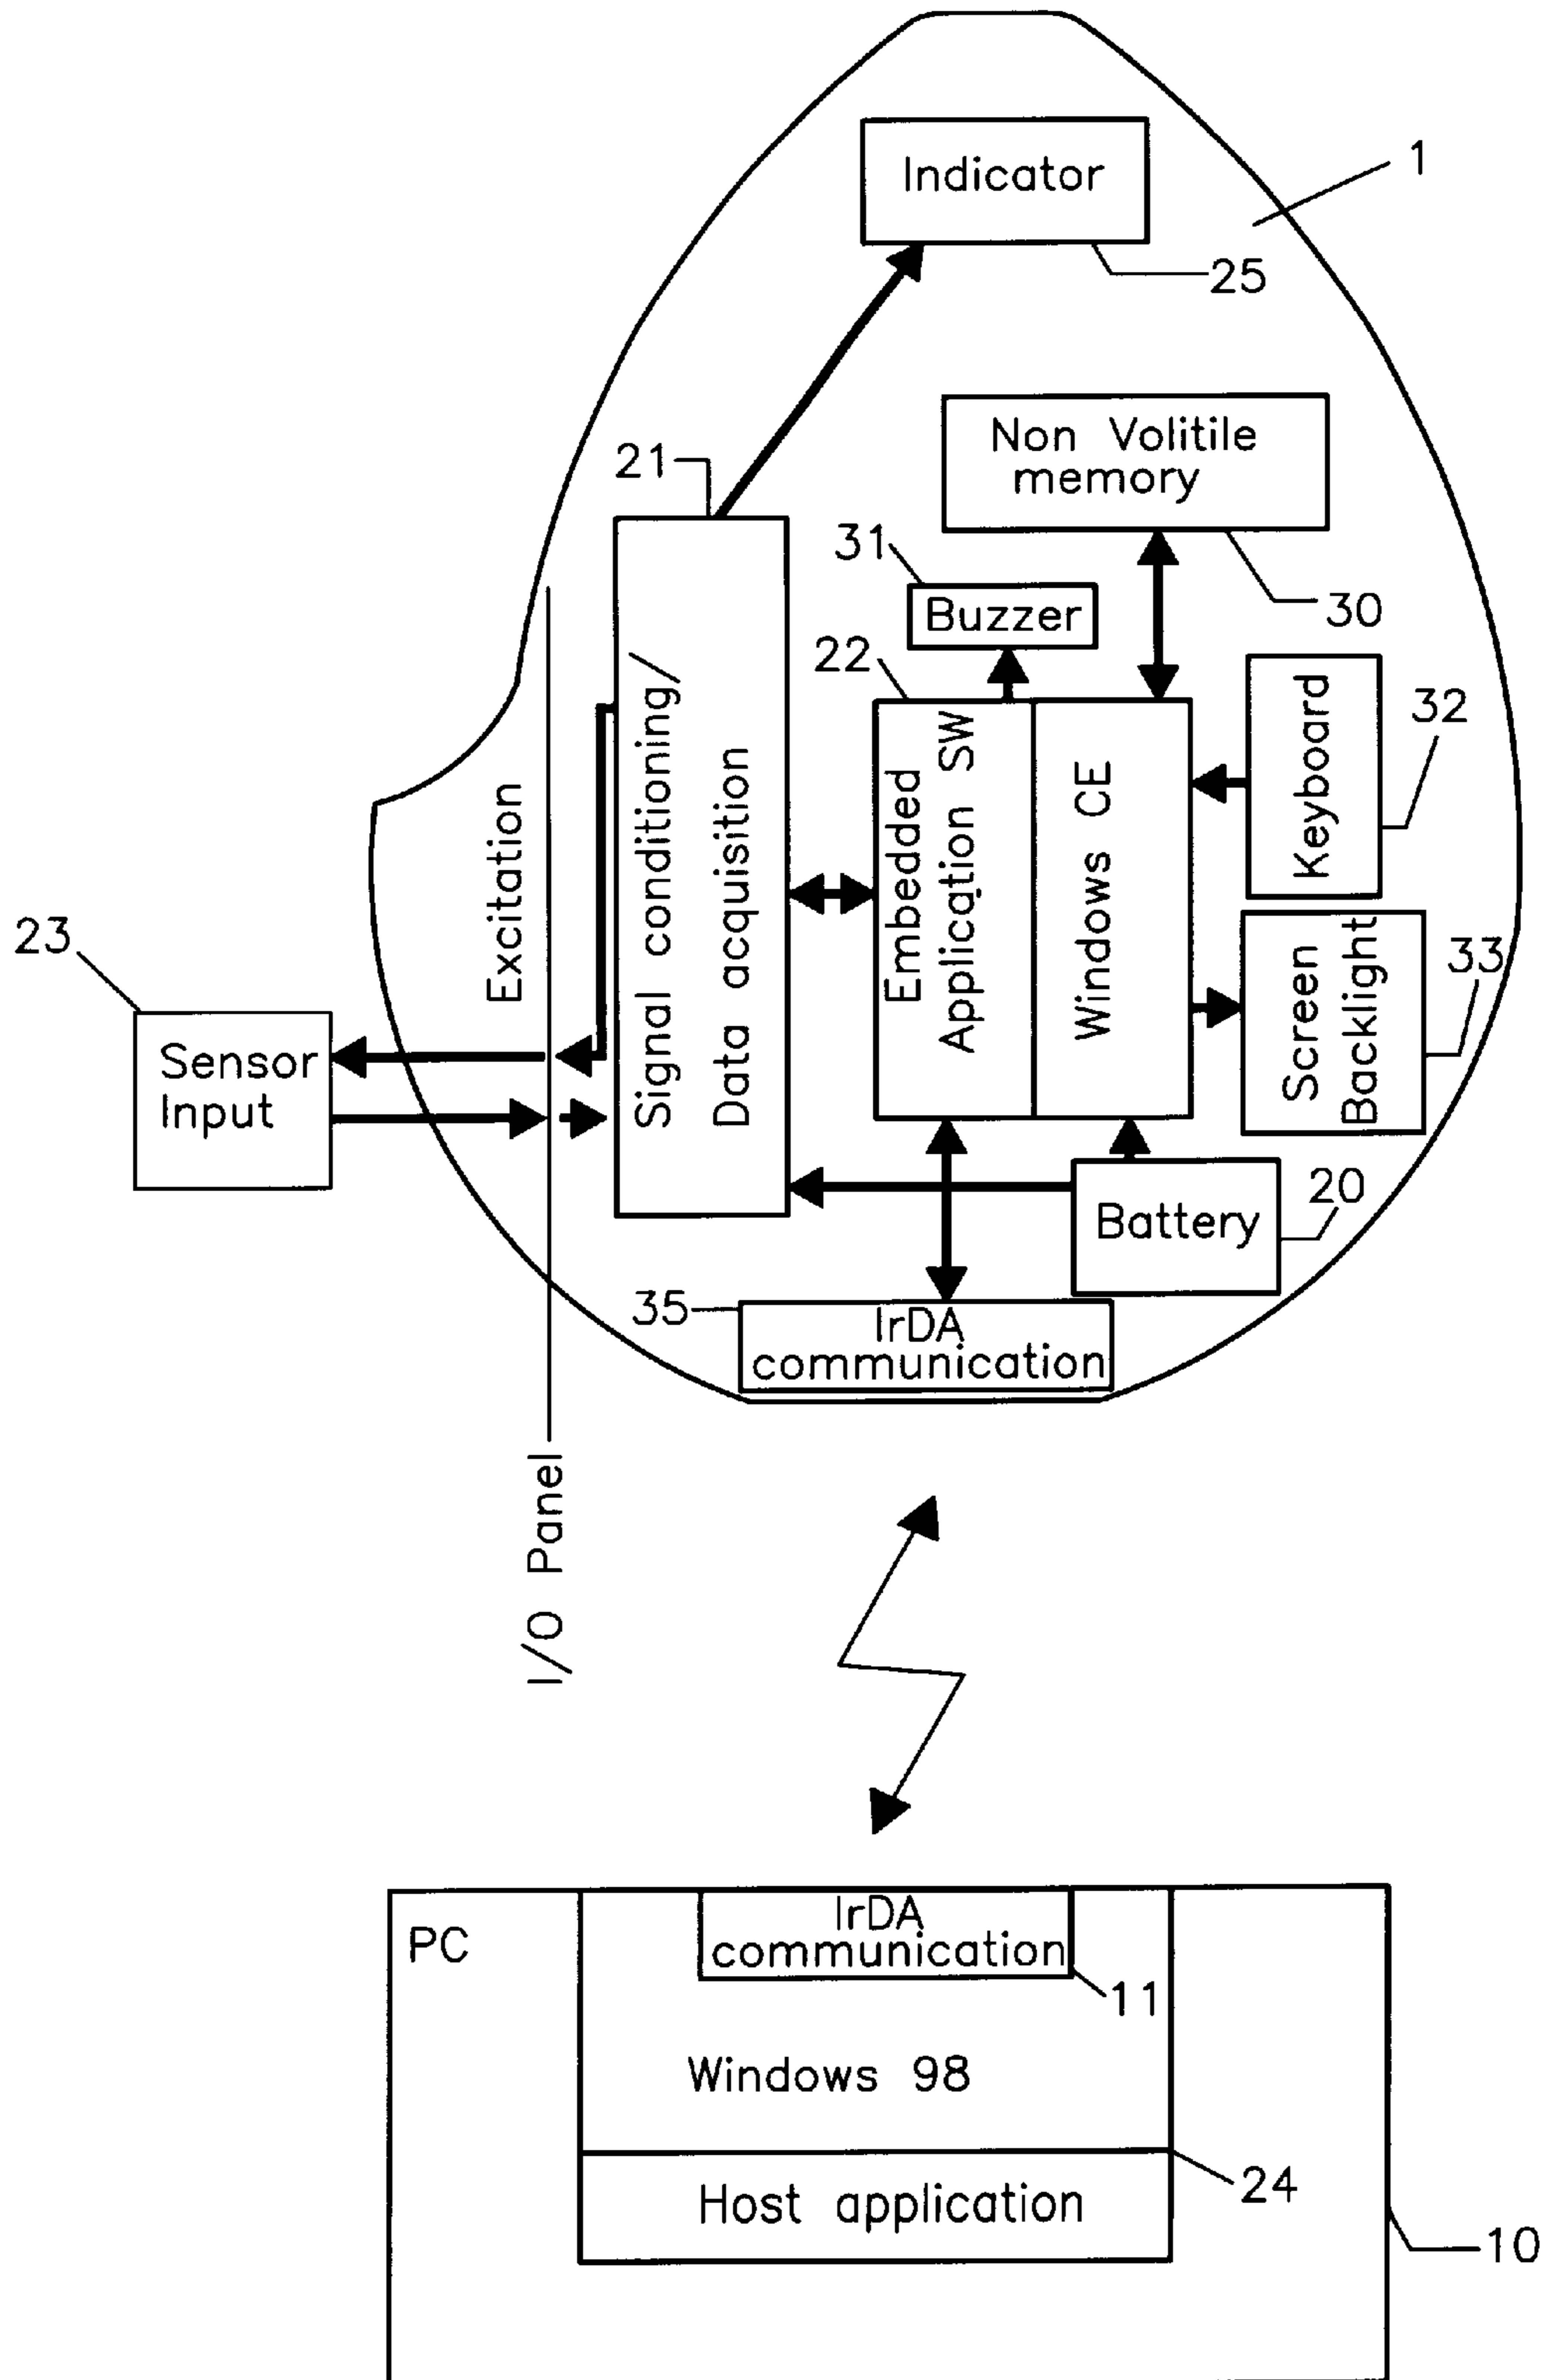 Indicator
1
25
Non Volitile
memory
21
31
Buzzer
30
22
Keyboard
32
Signal conditioning/
Data acquisition
Embedded
Application SW
Windows CE
Excitation
23
Sensor
Input
Screen
Backlight
33
20
Battery
35
IrDA
communication
I/O Panel
PC
IrDA
communication
11
Windows 98
24
Host application
10